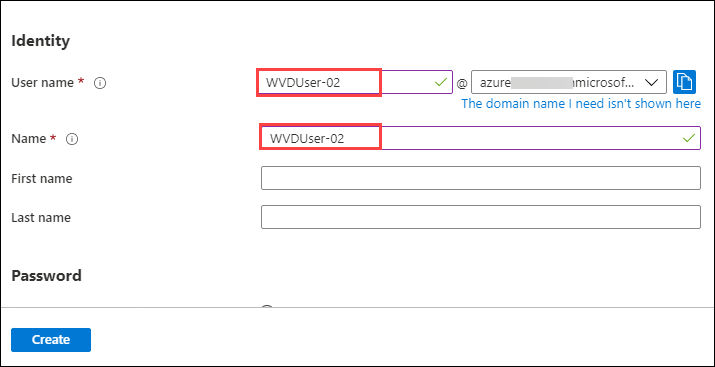 Identity
User name * WVDUser-02 @ azure microsof...
The domain name I need isn't shown here
Name * WVDUser-02
First name
Last name
Password
Create